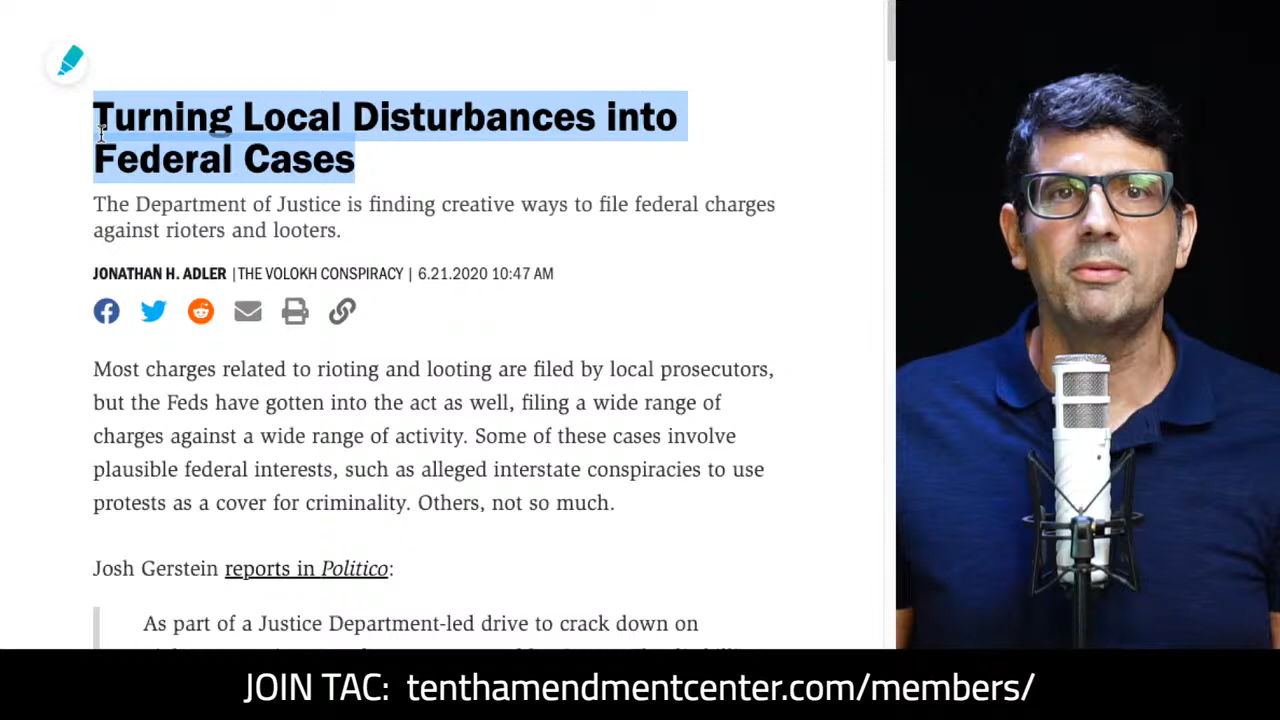 Turning Local Disturbances into
Federal Cases
The Department of Justice is finding creative ways to file federal charges
against rioters and looters.
JONATHAN H. ADLER | THE VOLOKH CONSPIRACY | 6.21.2020 10:47 AM
Most charges related to rioting and looting are filed by local prosecutors,
but the Feds have gotten into the act as well, filing a wide range of
charges against a wide range of activity. Some of these cases involve
plausible federal interests, such as alleged interstate conspiracies to use
protests as a cover for criminality. Others, not so much.
Josh Gerstein reports in Politico:
As part of a Justice Department-led drive to crack down on
JOIN TAC: tenthamendmentcenter.com/members/